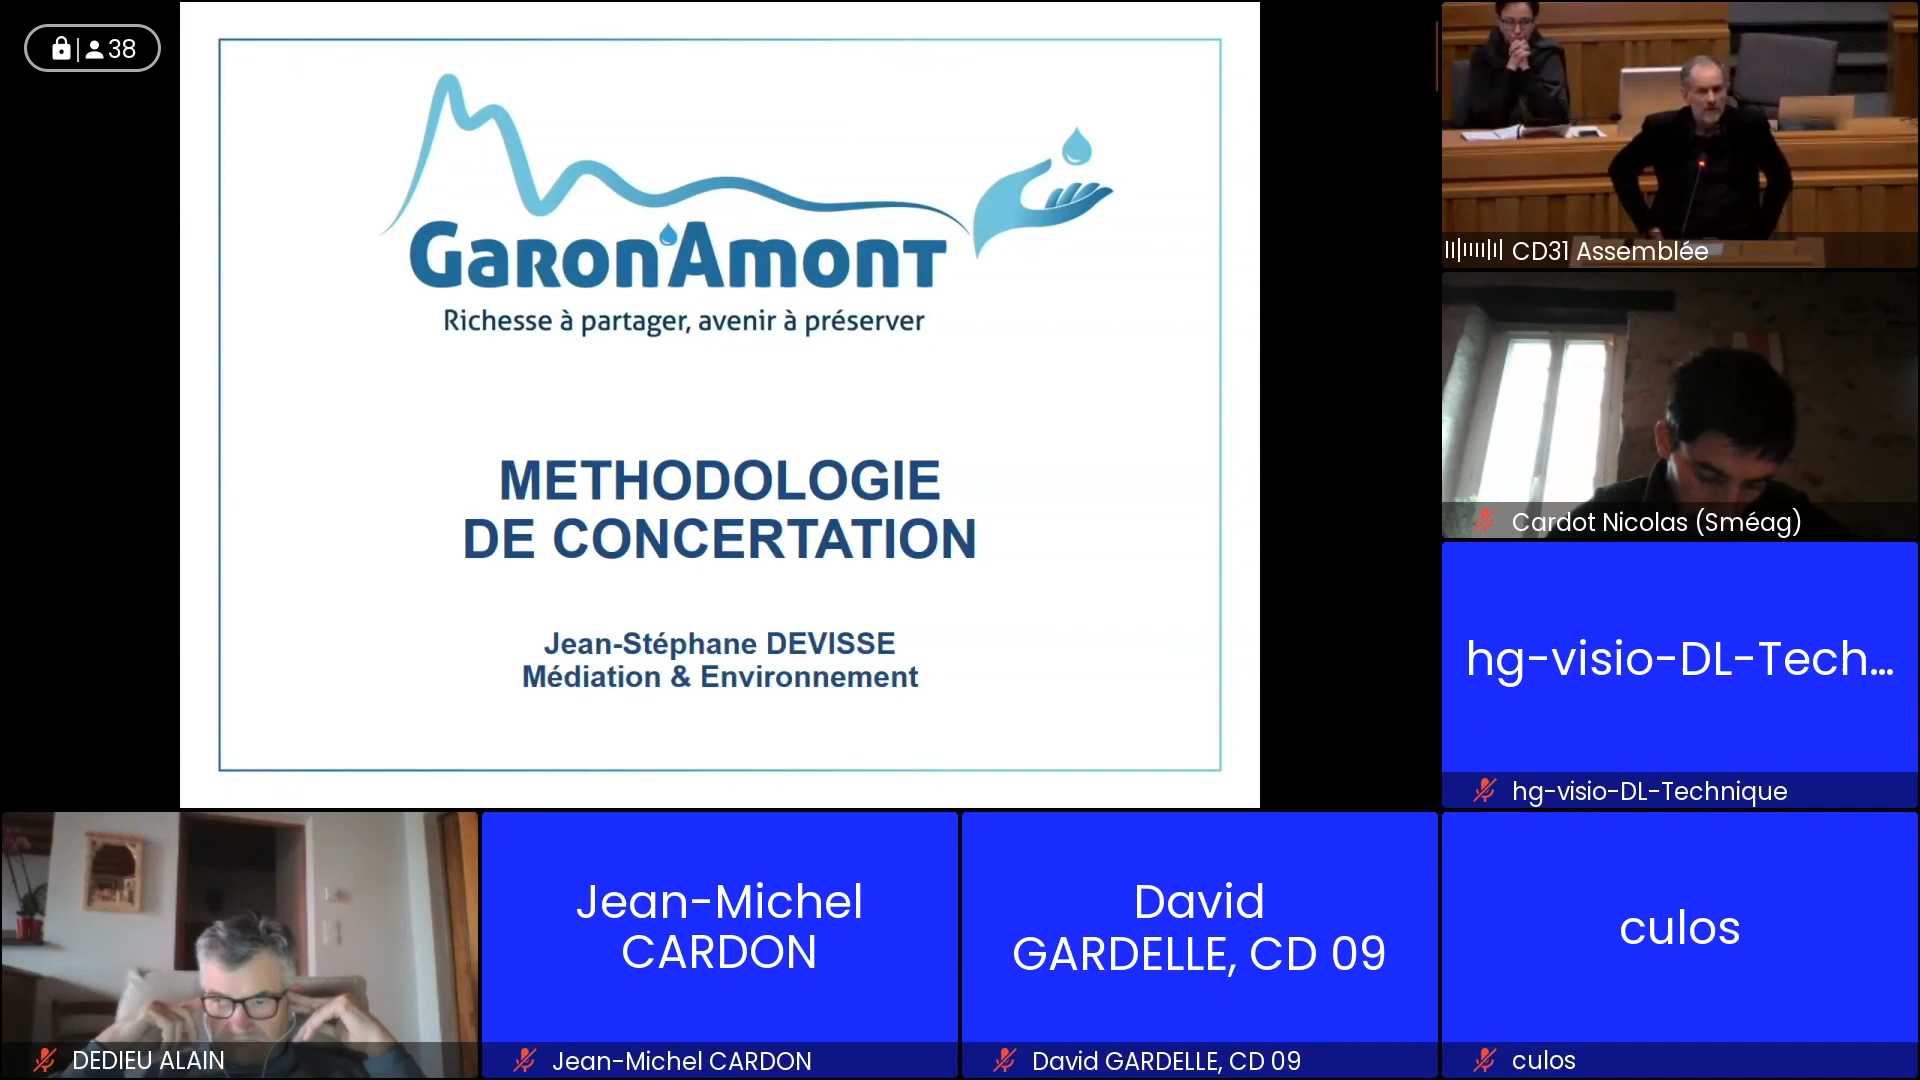 38
GaRon'Amont
Richesse à partager, avenir à préserver
METHODOLOGIE
DE CONCERTATION
Jean-Stéphane DEVISSE
Médiation & Environnement
CD31 Assemblée
Cardot Nicolas (Sméag)
hg-visio-DL-Tech...
hg-visio-DL-Technique
DEDIEU ALAIN
Jean-Michel
CARDON
Jean-Michel CARDON
David
GARDELLE, CD 09
David GARDELLE, CD 09
culos
culos